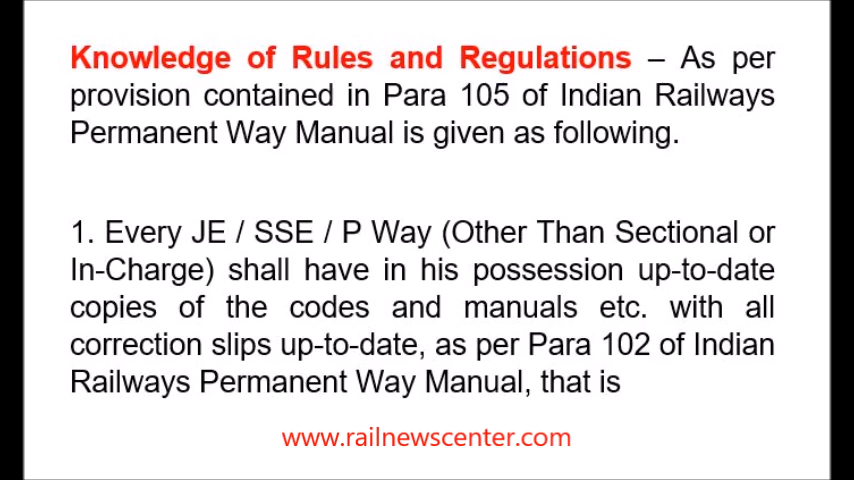 Knowledge of Rules and Regulations – As per
provision contained in Para 105 of Indian Railways
Permanent Way Manual is given as following.
1. Every JE / SSE / P Way (Other Than Sectional or
In-Charge) shall have in his possession up-to-date
copies of the codes and manuals etc. with all
correction slips up-to-date, as per Para 102 of Indian
Railways Permanent Way Manual, that is
www.railnewscenter.com